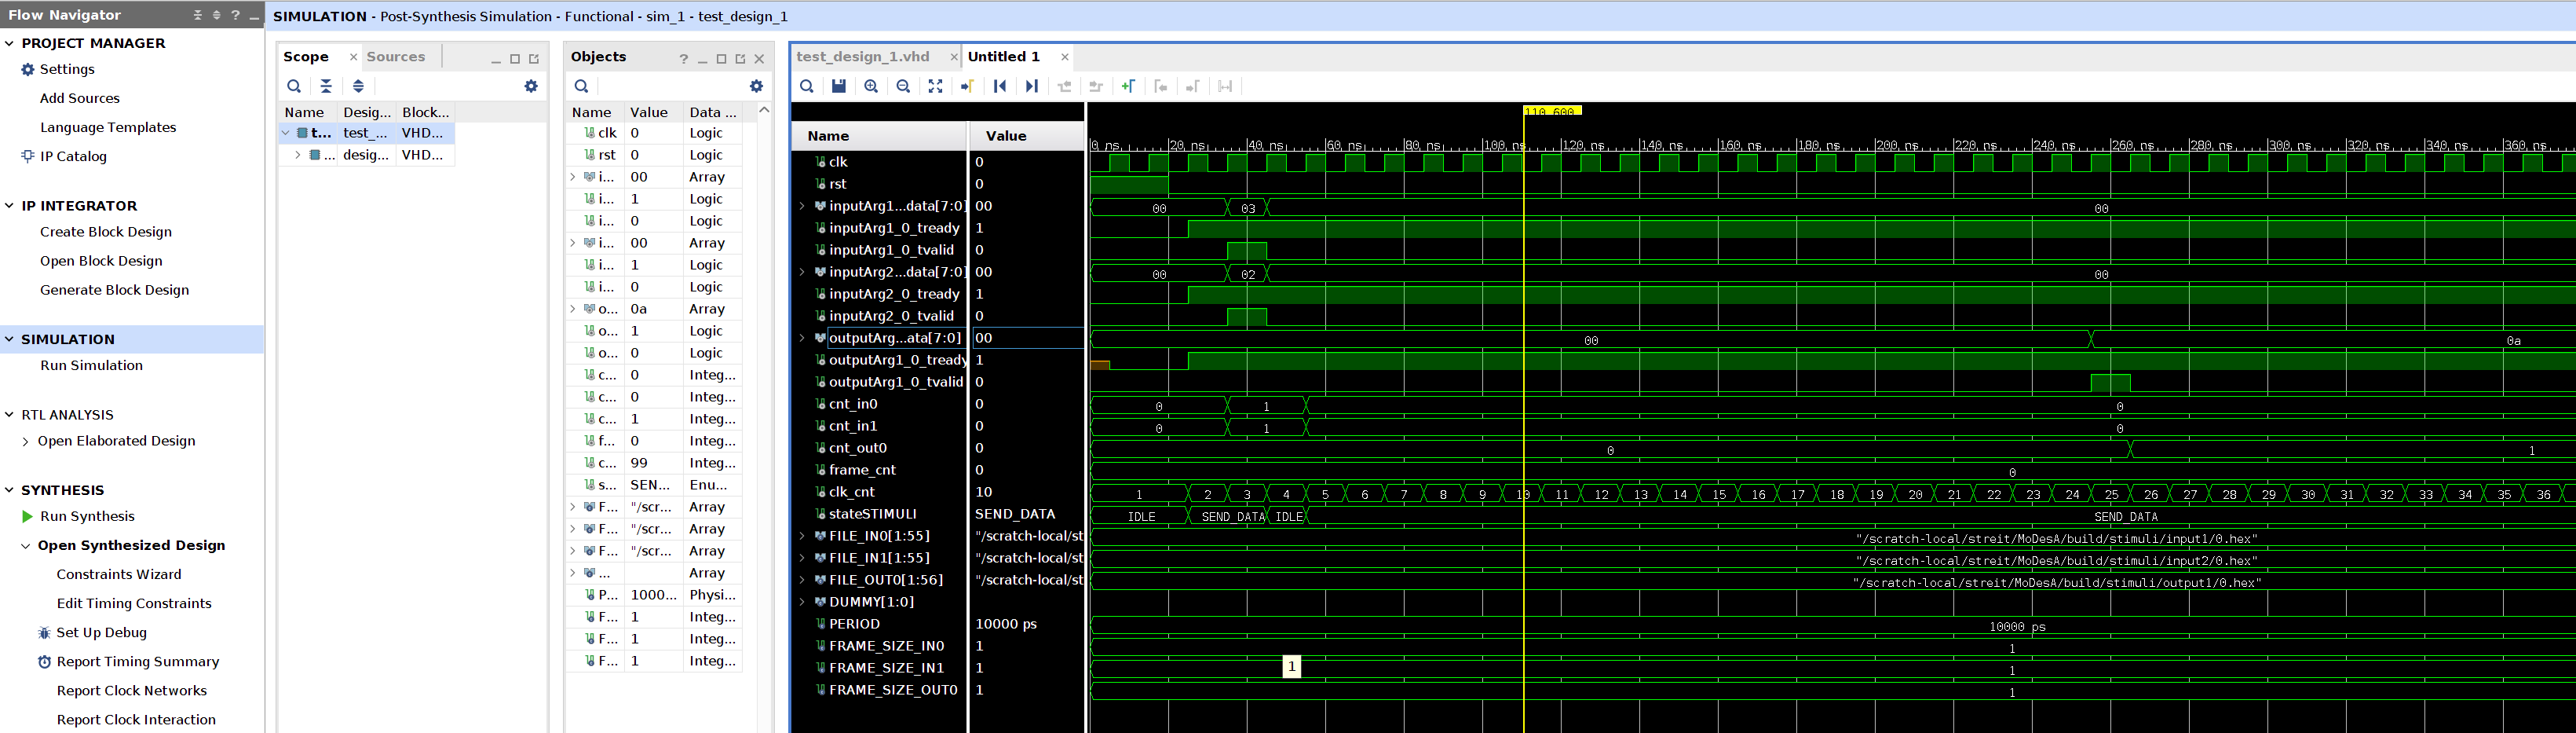 Flow Navigator ?
SIMULATION - Post-Synthesis Simulation - Functional - sim_1 - test_design_1
PROJECT MANAGER
Settings
Add Sources
Language Templates
IP Catalog
IP INTEGRATOR
Create Block Design
Open Block Design
Generate Block Design
SIMULATION
Run Simulation
RTL ANALYSIS
Open Elaborated Design
SYNTHESIS
Run Synthesis
Open Synthesized Design
Constraints Wizard
Edit Timing Constraints
Set Up Debug
Report Timing Summary
Report Clock Networks
Report Clock Interaction
Scope Sources
Name Desig... Block...
t... test_... VHD...
... desig... VHD...
Objects ?
Name Value Data ...
clk 0 Logic
rst 0 Logic
i... 00 Array
i... 1 Logic
i... 0 Logic
i... 00 Array
i... 1 Logic
i... 0 Logic
o... 0a Array
o... 1 Logic
o... 0 Logic
c... 0 Integ...
c... 0 Integ...
c... 1 Integ...
f... 0 Integ...
c... 99 Integ...
s... SEN... Enu...
F... "/scr... Array
F... "/scr... Array
F... "/scr... Array
... Array
P... 1000... Physi...
F... 1 Integ...
F... 1 Integ...
F... 1 Integ...
test_design_1.vhd Untitled 1
110.600
Name Value
0 ns 20 ns 40 ns 60 ns 80 ns 100 ns 120 ns 140 ns 160 ns 180 ns 200 ns 220 ns 240 ns 260 ns 280 ns 300 ns 320 ns 340 ns 360 ns
clk 0
rst 0
inputArg1...data[7:0] 00 00 03 00
inputArg1_0_tready 1
inputArg1_0_tvalid 0
inputArg2...data[7:0] 00 00 02 00
inputArg2_0_tready 1
inputArg2_0_tvalid 0
outputArg...ata[7:0] 00 00 0a
outputArg1_0_tready 1
outputArg1_0_tvalid 0
cnt_in0 0 0 1 0
cnt_in1 0 0 1 0
cnt_out0 0 0 1
frame_cnt 0 0
clk_cnt 10 1 2 3 4 5 6 7 8 9 10 11 12 13 14 15 16 17 18 19 20 21 22 23 24 25 26 27 28 29 30 31 32 33 34 35 36
stateSTIMULI SEND_DATA IDLE SEND_DATA IDLE SEND_DATA
FILE_IN0[1:55] "/scratch-local/st "/scratch-local/streit/MoDesA/build/stimuli/input1/0.hex"
FILE_IN1[1:55] "/scratch-local/st "/scratch-local/streit/MoDesA/build/stimuli/input2/0.hex"
FILE_OUT0[1:56] "/scratch-local/st "/scratch-local/streit/MoDesA/build/stimuli/output1/0.hex"
DUMMY[1:0]
PERIOD 10000 ps 10000 ps
FRAME_SIZE_IN0 1 1
FRAME_SIZE_IN1 1 1 1
FRAME_SIZE_OUT0 1 1